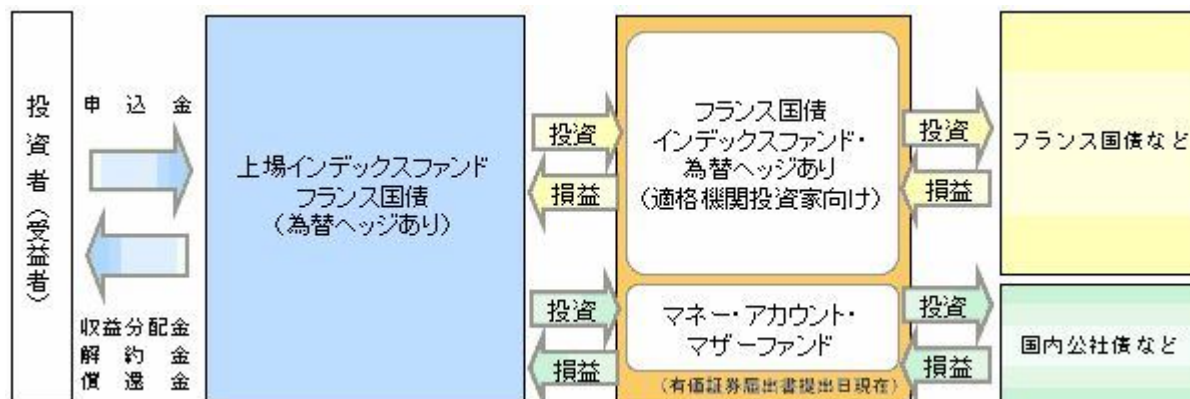 投資者（受益者）
申込金
収益分配金
解約金
償還金
上場インデックスファンド
フランス国債
（為替ヘッジあり）
投資
損益
投資
損益
フランス国債
インデックスファンド・
為替ヘッジあり
（適格機関投資家向け）
マネー・アカウント・
マザーファンド
（有価証券届出書提出日現在）
投資
損益
投資
損益
フランス国債など
国内公社債など